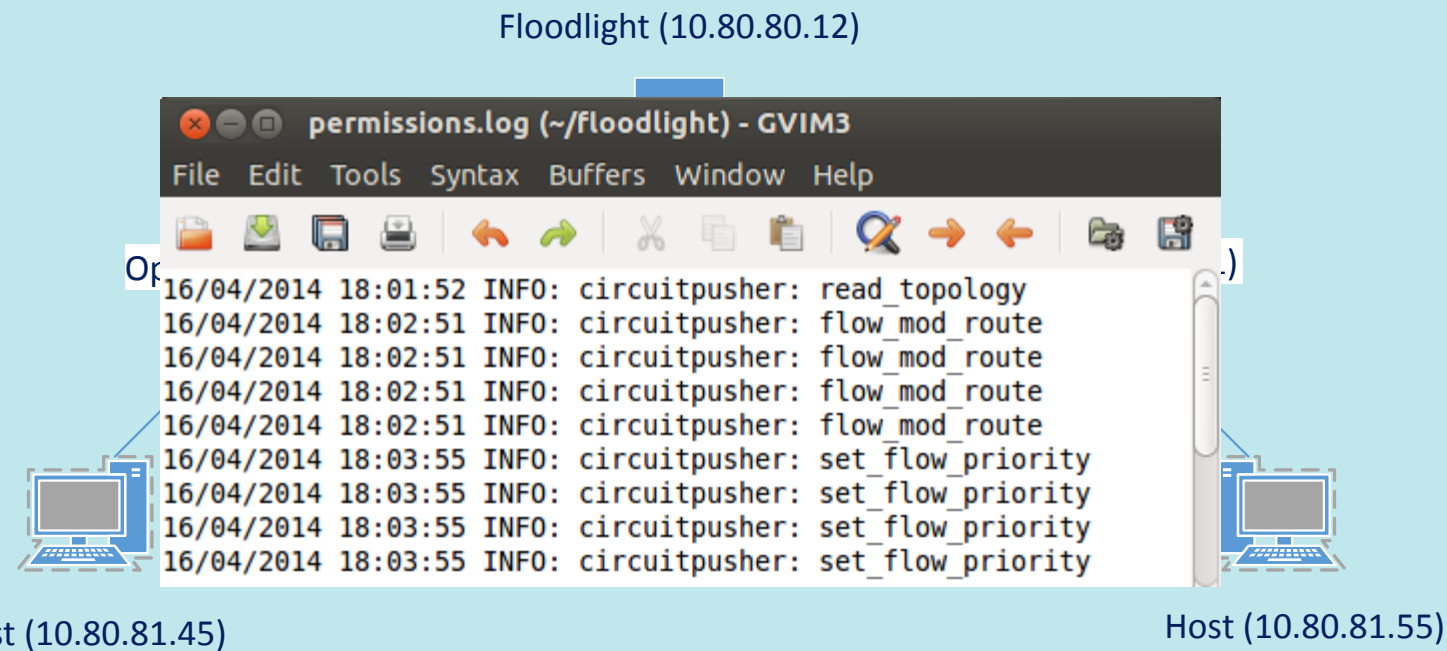 Floodlight (10.80.80.12)
permissions.log (~/floodlight) - GVIM3
File Edit Tools Syntax Buffers Window Help
Op
.)
16/04/2014 18:01:52 INFO: circuitpusher: read_topology
16/04/2014 18:02:51 INFO: circuitpusher: flow_mod_route
16/04/2014 18:02:51 INFO: circuitpusher: flow_mod_route
16/04/2014 18:02:51 INFO: circuitpusher: flow_mod_route
16/04/2014 18:02:51 INFO: circuitpusher: flow_mod_route
16/04/2014 18:03:55 INFO: circuitpusher: set_flow_priority
16/04/2014 18:03:55 INFO: circuitpusher: set_flow_priority
16/04/2014 18:03:55 INFO: circuitpusher: set_flow_priority
16/04/2014 18:03:55 INFO: circuitpusher: set_flow_priority
st (10.80.81.45)
Host (10.80.81.55)